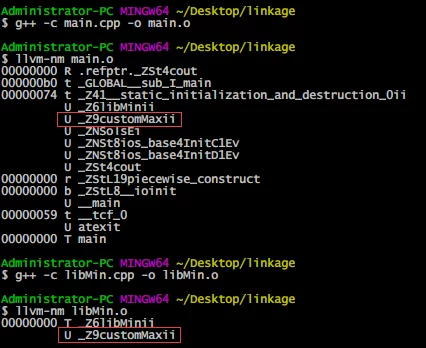 Administrator-PC MINGW64 ~/Desktop/linkage
$ g++ -c main.cpp -o main.o
Administrator-PC MINGW64 ~/Desktop/linkage
$ llvm-nm main.o
00000000 R .refptr._ZSt4cout
000000b0 t _GLOBAL__sub_I_main
00000074 t _Z41__static_initialization_and_destruction_0ii
U _Z6libMinii
U _Z9customMaxii
U _ZNSolsEi
U _ZNSt8ios_base4InitC1Ev
U _ZNSt8ios_base4InitD1Ev
U _ZSt4cout
00000000 r _ZStL19piecewise_construct
00000000 b _ZStL8__ioinit
U __main
00000059 t __tcf_0
U atexit
00000000 T main
Administrator-PC MINGW64 ~/Desktop/linkage
$ g++ -c libMin.cpp -o libMin.o
Administrator-PC MINGW64 ~/Desktop/linkage
$ llvm-nm libMin.o
00000000 T _Z6libMinii
U _Z9customMaxii